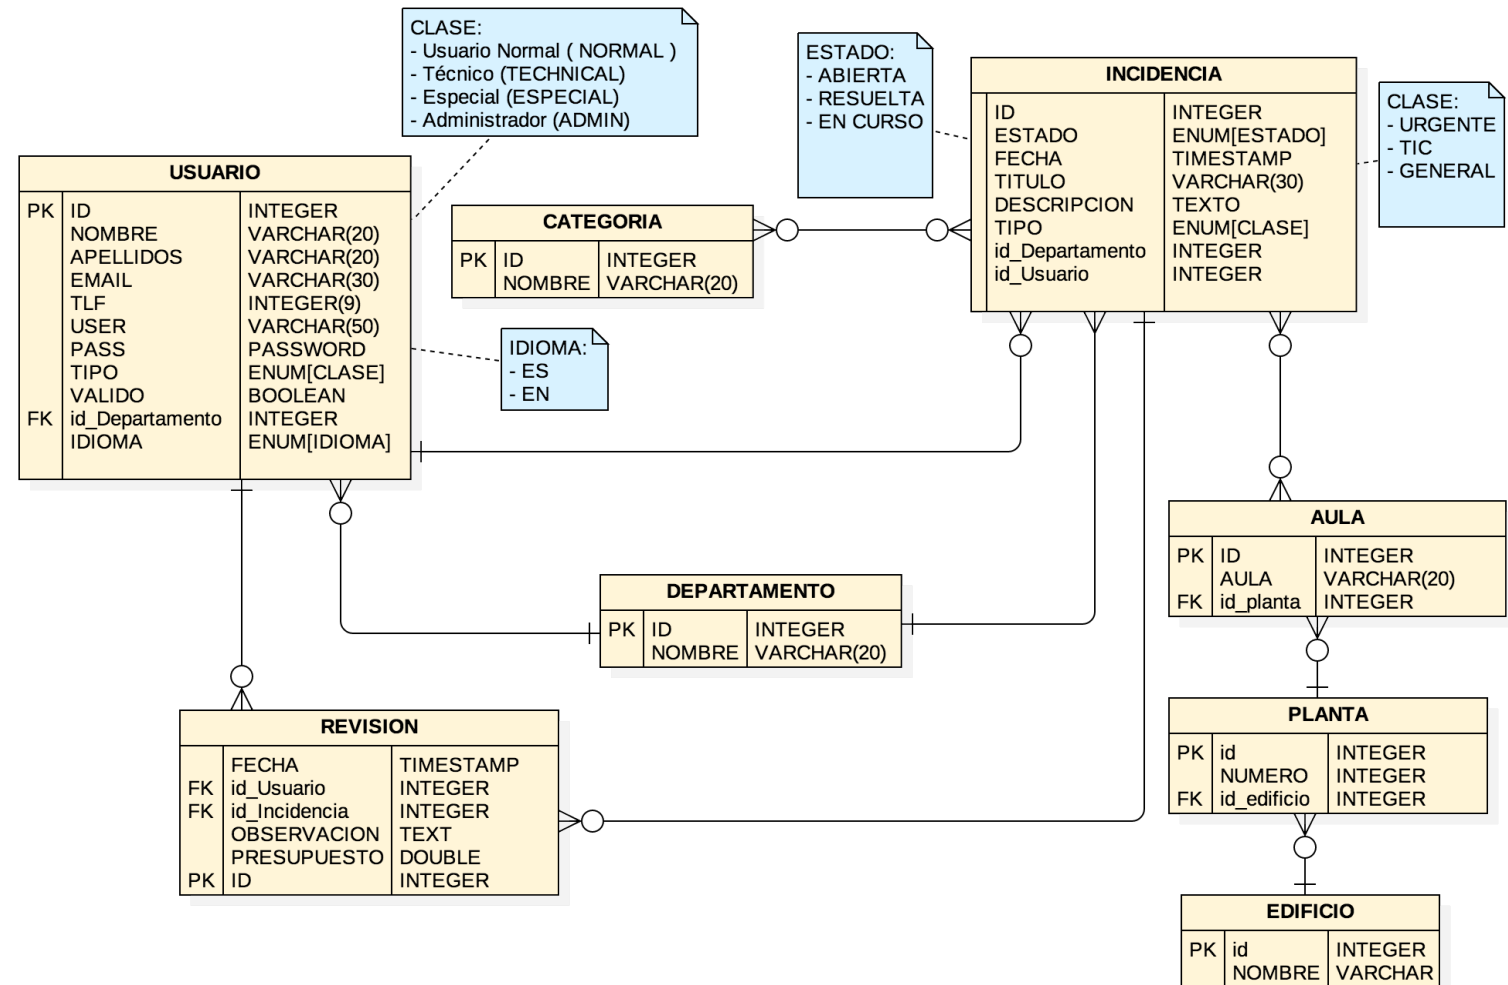 CLASE:
- Usuario Normal ( NORMAL )
- Técnico (TECHNICAL)
- Especial (ESPECIAL)
- Administrador (ADMIN)
ESTADO:
- ABIERTA
- RESUELTA
- EN CURSO
INCIDENCIA
ID INTEGER
ESTADO ENUM[ESTADO]
FECHA TIMESTAMP
TITULO VARCHAR(30)
DESCRIPCION TEXTO
TIPO ENUM[CLASE]
id_Departamento INTEGER
id_Usuario INTEGER
CLASE:
- URGENTE
- TIC
- GENERAL
USUARIO
PK ID INTEGER
NOMBRE VARCHAR(20)
APELLIDOS VARCHAR(20)
EMAIL VARCHAR(30)
TLF INTEGER(9)
USER VARCHAR(50)
PASS PASSWORD
TIPO ENUM[CLASE]
VALIDO BOOLEAN
FK id_Departamento INTEGER
IDIOMA ENUM[IDIOMA]
CATEGORIA
PK ID INTEGER
NOMBRE VARCHAR(20)
IDIOMA:
- ES
- EN
AULA
PK ID INTEGER
AULA VARCHAR(20)
FK id_planta INTEGER
DEPARTAMENTO
PK ID INTEGER
NOMBRE VARCHAR(20)
REVISION
FECHA TIMESTAMP
FK id_Usuario INTEGER
FK id_Incidencia INTEGER
OBSERVACION TEXT
PRESUPUESTO DOUBLE
PK ID INTEGER
PLANTA
PK id INTEGER
NUMERO INTEGER
FK id_edificio INTEGER
EDIFICIO
PK id INTEGER
NOMBRE VARCHAR